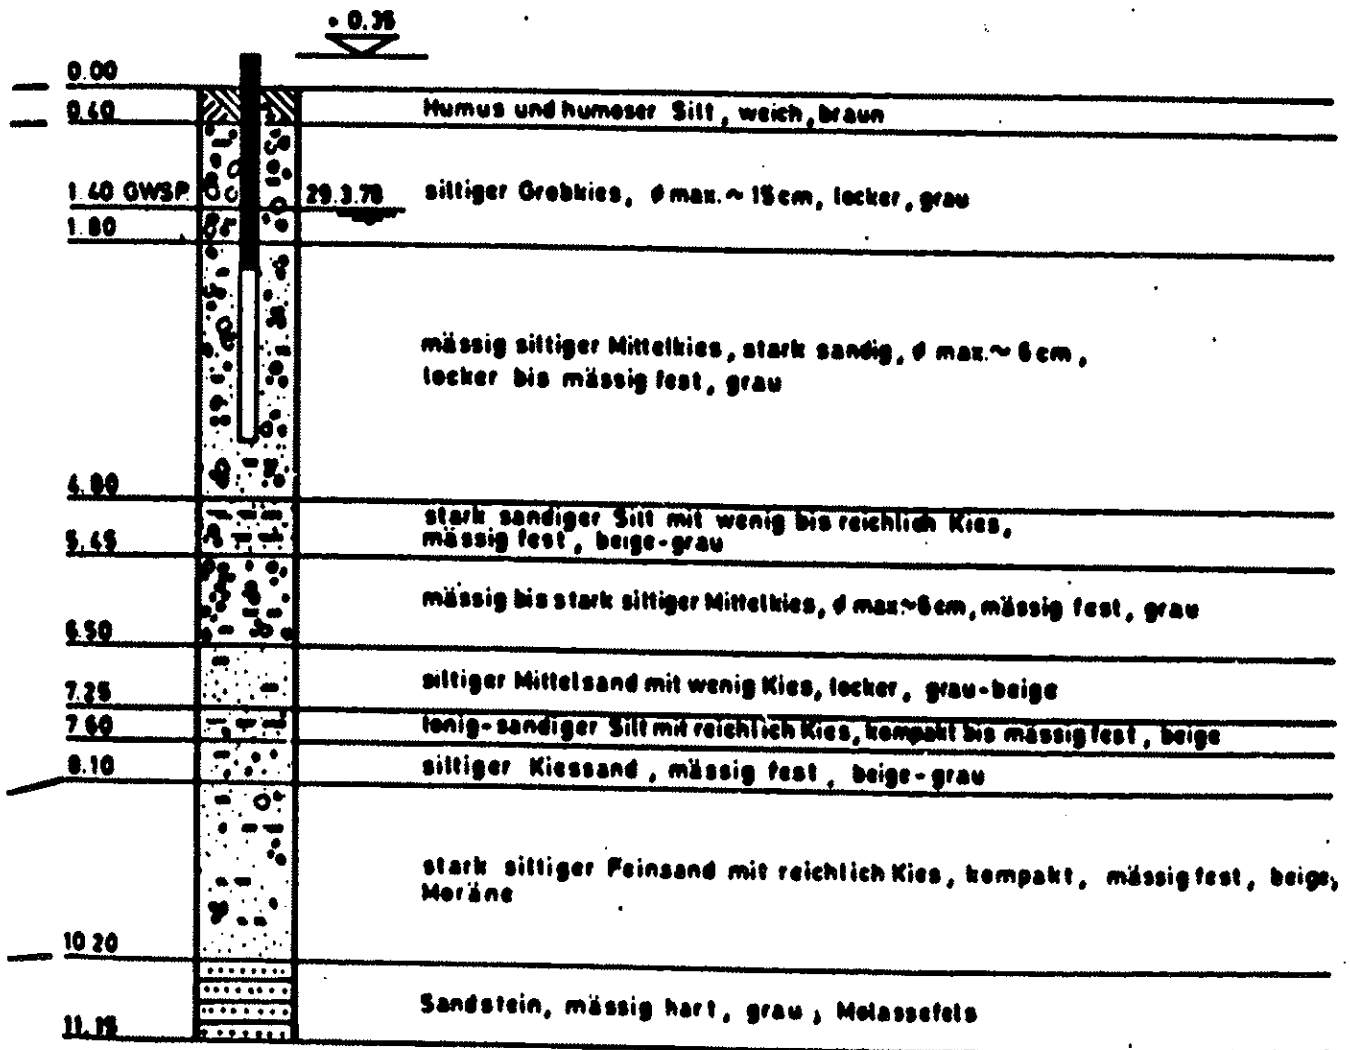 + 0.35
0.00
0.40
Humus und humoser Silt, weich, braun
1.40 GWSP. 29.3.78
siltiger Grobkies, ø max. ~ 15cm, locker, grau
1.80
mässig siltiger Mittelkies, stark sandig, ø max. ~ 6cm,
locker bis mässig fest, grau
4.80
stark sandiger Silt mit wenig bis reichlich Kies,
mässig fest, beige-grau
5.45
mässig bis stark siltiger Mittelkies, ø max ~ 6cm, mässig fest, grau
6.50
siltiger Mittelsand mit wenig Kies, locker, grau-beige
7.25
tonig-sandiger Silt mit reichlich Kies, kompakt bis mässig fest, beige
7.60
siltiger Kiessand, mässig fest, beige-grau
8.10
stark siltiger Feinsand mit reichlich Kies, kompakt, mässig fest, beige,
Moräne
10.20
Sandstein, mässig hart, grau, Molassefels
11.15